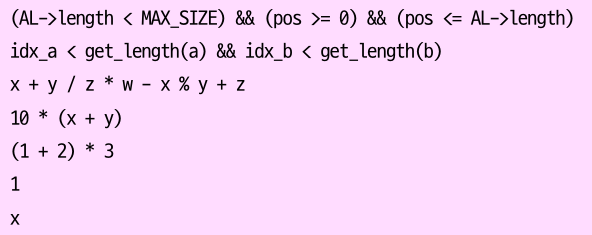 (AL->length < MAX_SIZE) && (pos >= 0) && (pos <= AL->length)
idx_a < get_length(a) && idx_b < get_length(b)
x + y / z * w - x % y + z
10 * (x + y)
(1 + 2) * 3
1
x